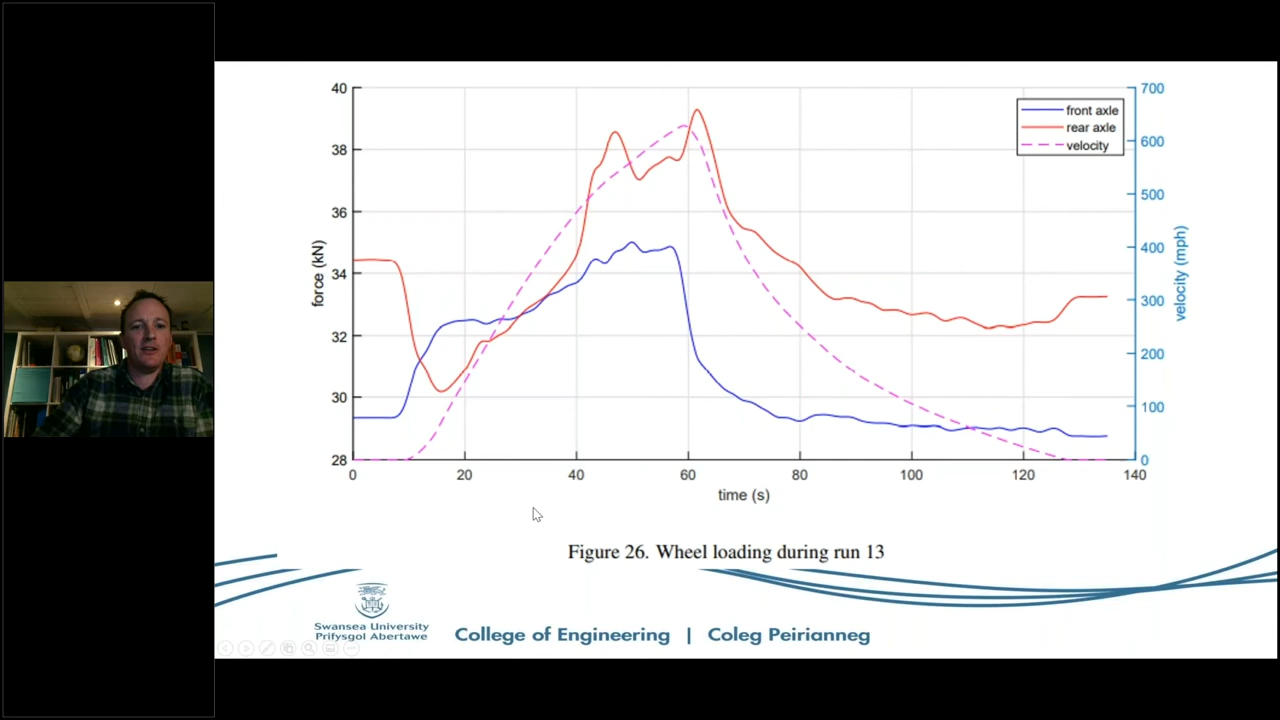 40
38
36
34
32
30
28
force (kN)
700
600
500
400
300
200
100
0
velocity (mph)
front axle
rear axle
velocity
0
20
40
60
80
100
120
140
time (s)
Figure 26. Wheel loading during run 13
Swansea University
Prifysgol Abertawe
College of Engineering | Coleg Peirianneg